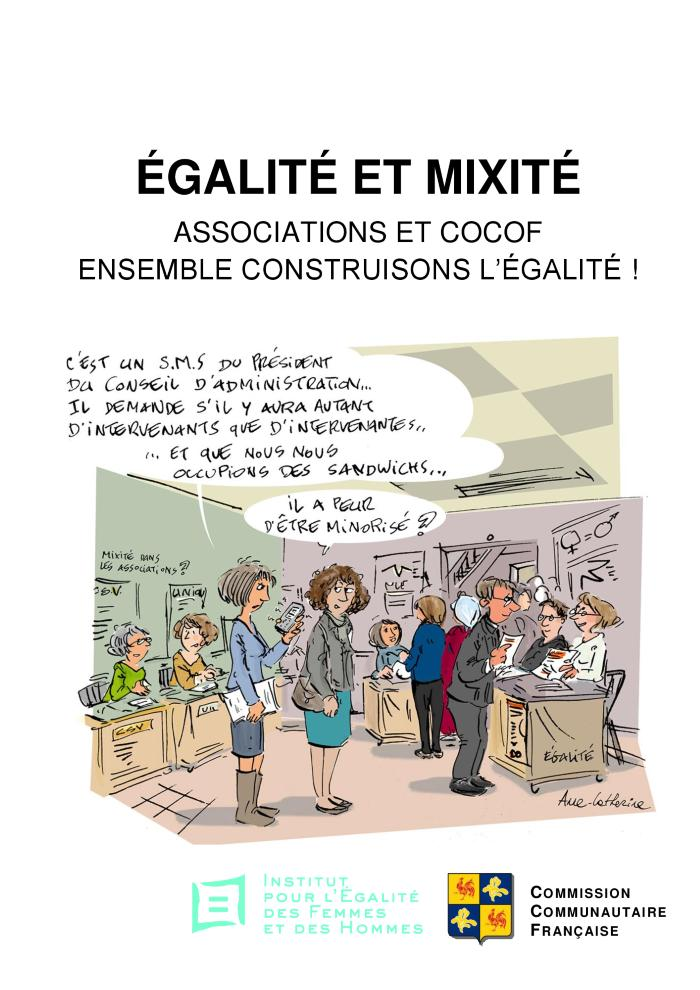 ÉGALITÉ ET MIXITÉ
ASSOCIATIONS ET COCOF
ENSEMBLE CONSTRUISONS L'ÉGALITÉ !
C'EST UN S.M.S DU PRÉSIDENT
DU CONSEIL D'ADMINISTRATION...
IL DEMANDE S'IL Y AURA AUTANT
D'INTERVENANTS QUE D'INTERVENANTES..
... ET QUE NOUS NOUS
OCCUPIONS DES SANDWICHS...
IL A PEUR
D'ÊTRE MINORISÉ ?
MIXITÉ DANS
LES ASSOCIATIONS ?
UNION
ÉGALITÉ
Anne-Catherine
INSTITUT
POUR L'ÉGALITÉ
DES FEMMES
ET DES HOMMES
COMMISSION
COMMUNAUTAIRE
FRANÇAISE